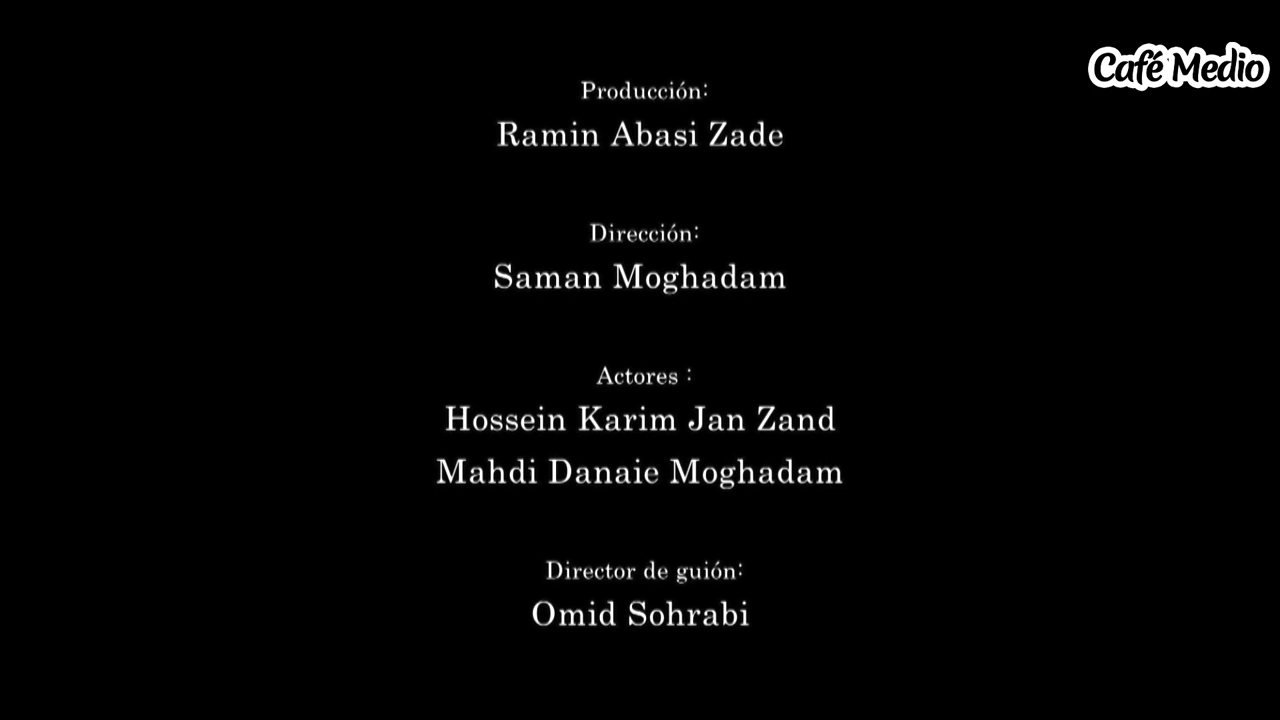 Café Medio
Producción:
Ramin Abasi Zade
Dirección:
Saman Moghadam
Actores :
Hossein Karim Jan Zand
Mahdi Danaie Moghadam
Director de guión:
Omid Sohrabi